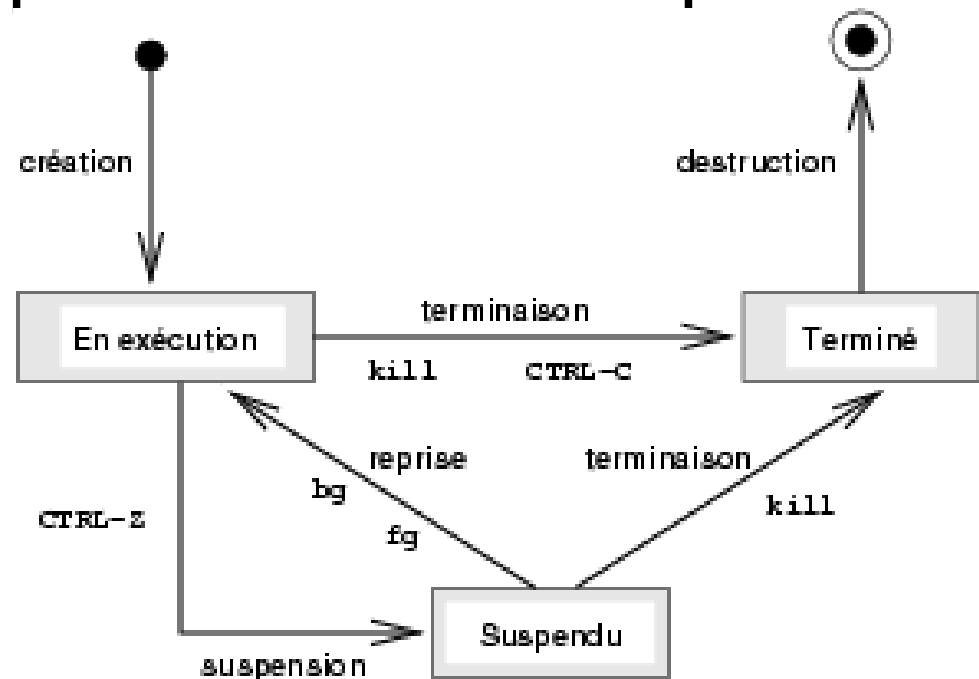 création
destruction
En exécution
terminaison
kill
CTRL-C
Terminé
reprise
bg
fg
terminaison
kill
CTRL-Z
suspension
Suspendu